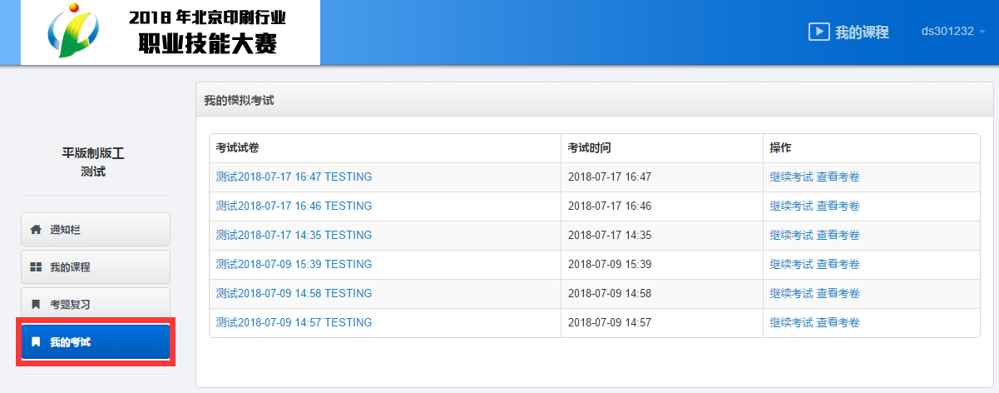 2018 年北京印刷行业
职业技能大赛
我的课程
ds301232
平版制版工
测试
通知栏
我的课程
考题复习
我的考试
我的模拟考试
考试试卷 考试时间 操作
测试2018-07-17 16:47 TESTING 2018-07-17 16:47 继续考试 查看考卷
测试2018-07-17 16:46 TESTING 2018-07-17 16:46 继续考试 查看考卷
测试2018-07-17 14:35 TESTING 2018-07-17 14:35 继续考试 查看考卷
测试2018-07-09 15:39 TESTING 2018-07-09 15:39 继续考试 查看考卷
测试2018-07-09 14:58 TESTING 2018-07-09 14:58 继续考试 查看考卷
测试2018-07-09 14:57 TESTING 2018-07-09 14:57 继续考试 查看考卷